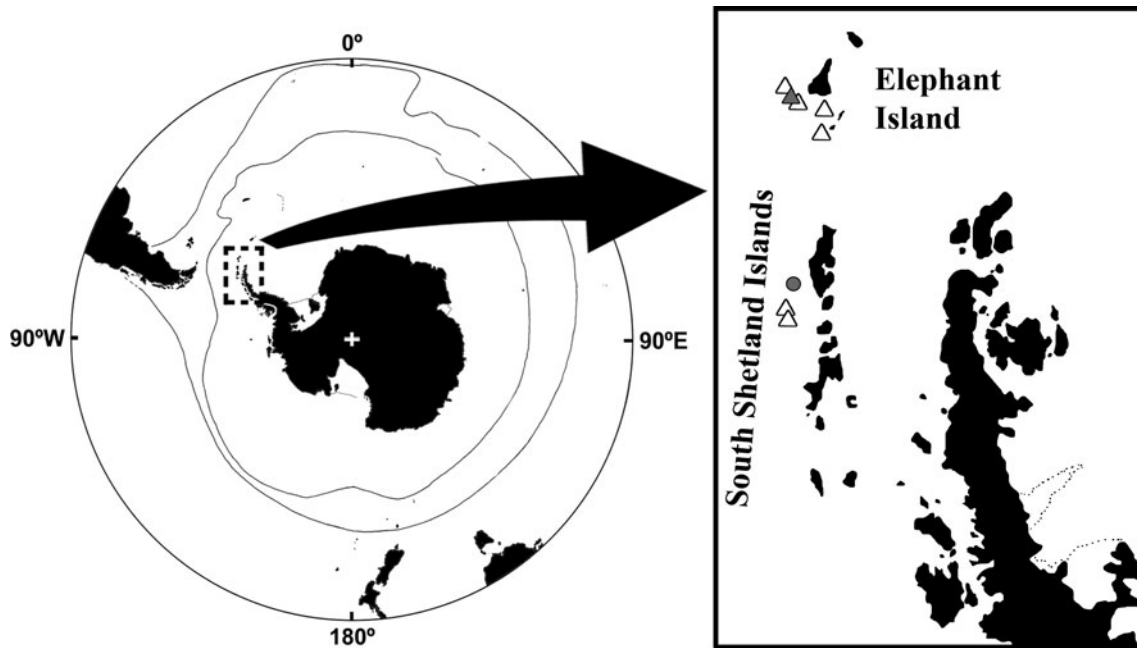 0º
90ºW
90ºE
180º
Elephant
Island
South Shetland Islands